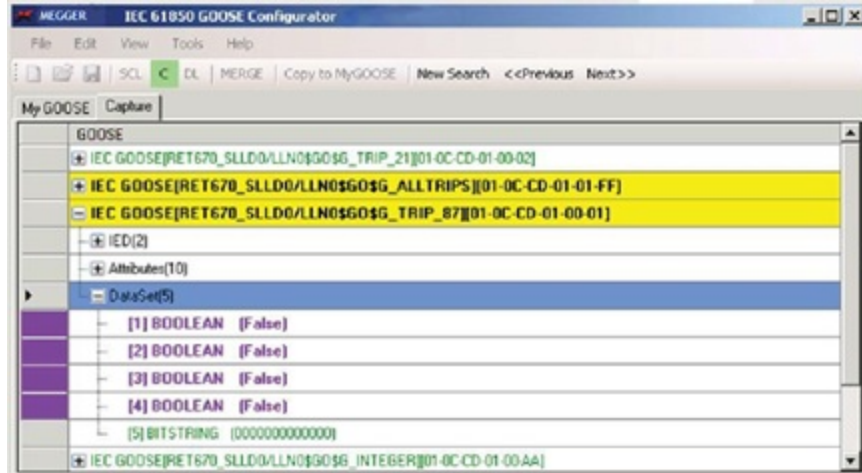 MEGGER IEC 61850 GOOSE Configurator
File Edit View Tools Help
SCL C DL MERGE Copy to MyGOOSE New Search <<Previous Next>>
My GOOSE Capture
GOOSE
IEC GOOSE[RET670_SLLD0/LLN0$GO$G_TRIP_21][01-0C-CD-01-00-02]
IEC GOOSE[RET670_SLLD0/LLN0$GO$G_ALLTRIPS][01-0C-CD-01-01-FF]
IEC GOOSE[RET670_SLLD0/LLN0$GO$G_TRIP_87][01-0C-CD-01-00-01]
IED(2)
Attributes(10)
DataSet(5)
[1] BOOLEAN (False)
[2] BOOLEAN (False)
[3] BOOLEAN (False)
[4] BOOLEAN (False)
[5] BITSTRING (0000000000000)
IEC GOOSE[RET670_SLLD0/LLN0$GO$G_INTEGER][01-0C-CD-01-00-AA]